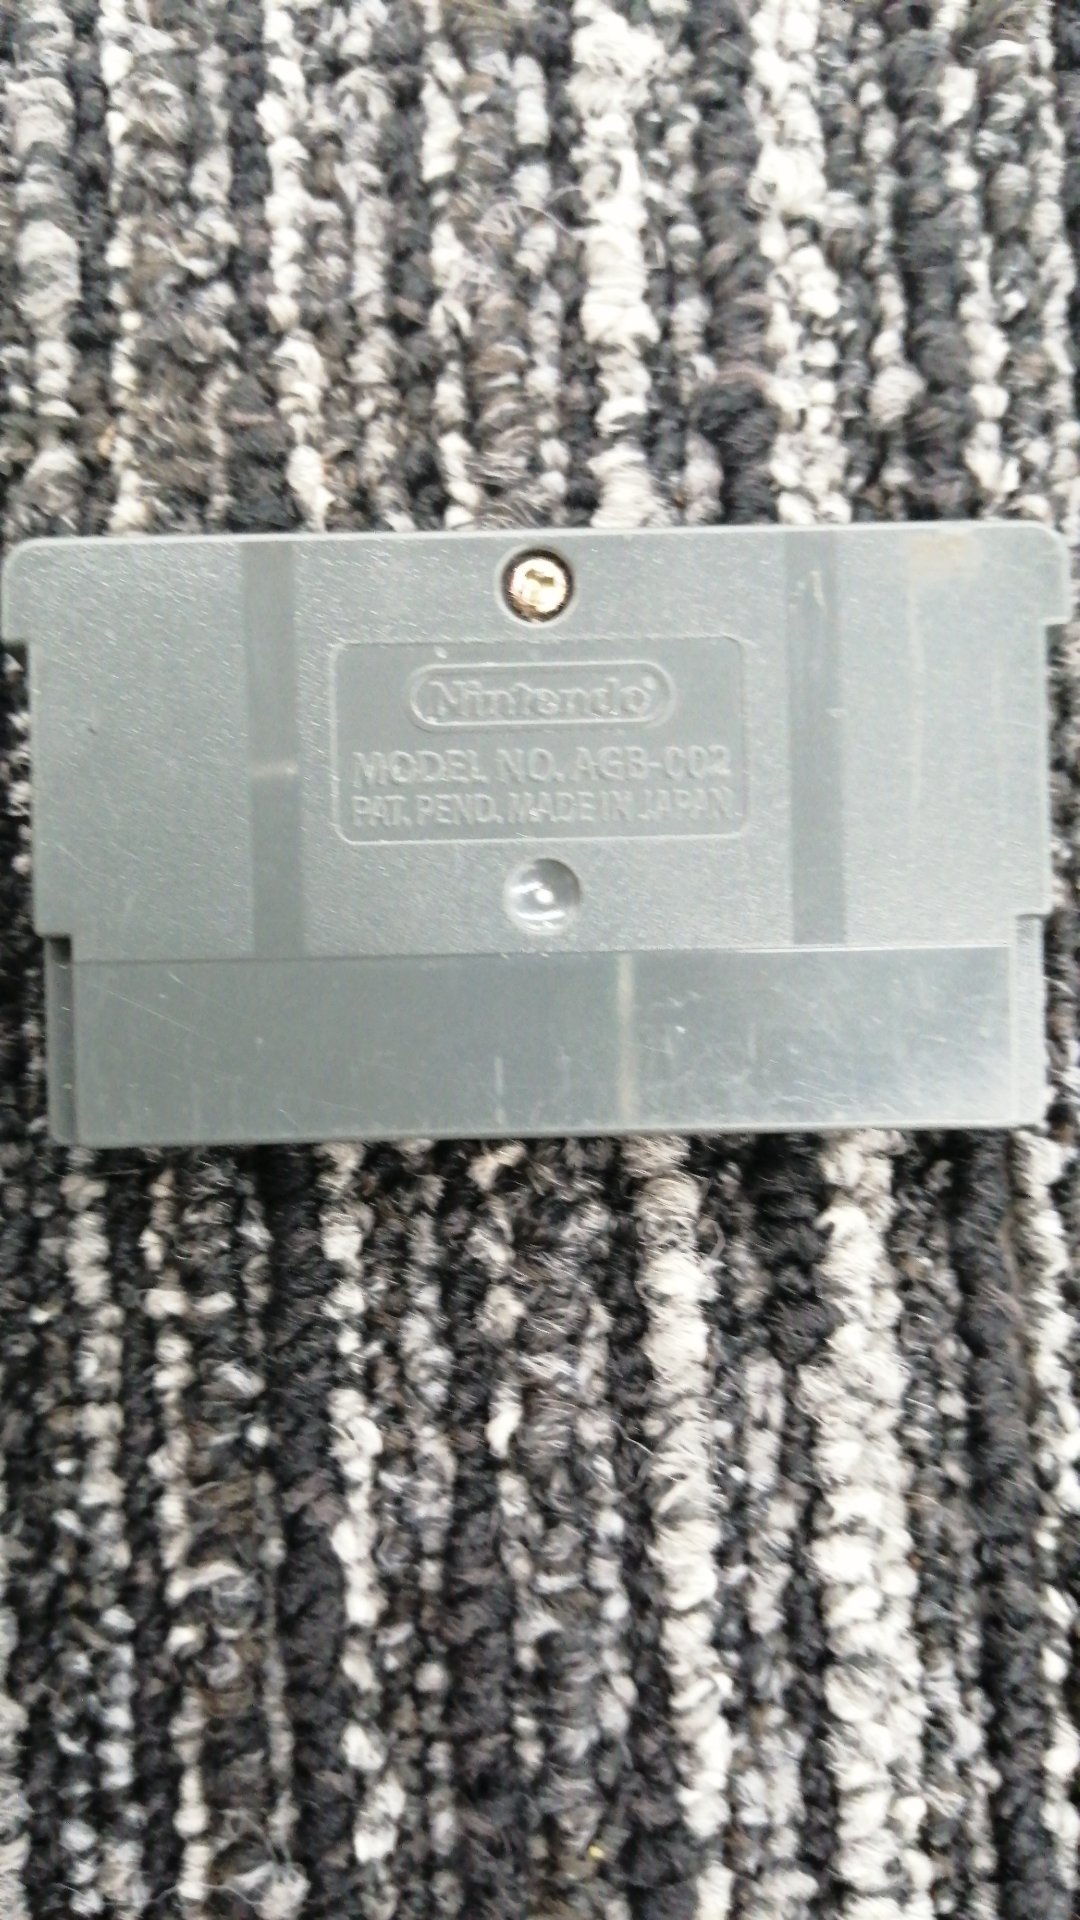 Nintendo®
MODEL NO. AGB-002
PAT. PEND. MADE IN JAPAN